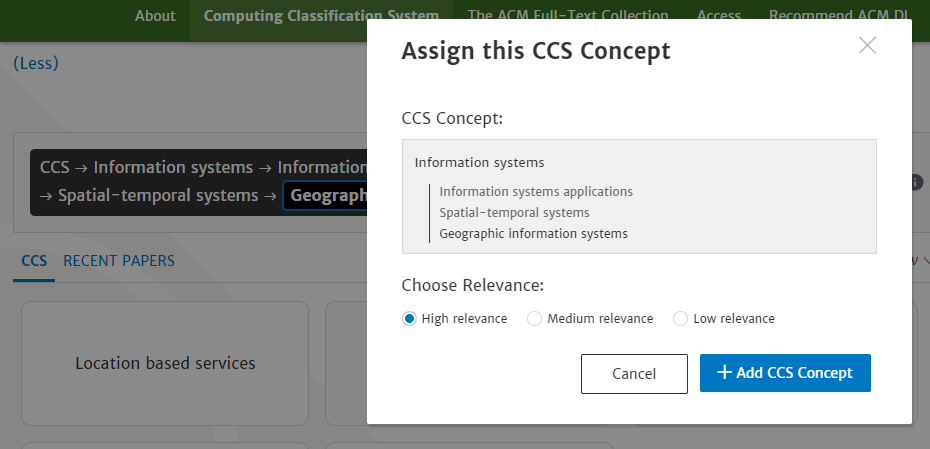 About Computing Classification System The ACM Full-Text Collection Access Recommend ACM DL
(Less)
CCS → Information systems → Information
→ Spatial-temporal systems → Geograph
CCS RECENT PAPERS
Location based services
Assign this CCS Concept
CCS Concept:
Information systems
Information systems applications
Spatial-temporal systems
Geographic information systems
Choose Relevance:
High relevance Medium relevance Low relevance
Cancel + Add CCS Concept